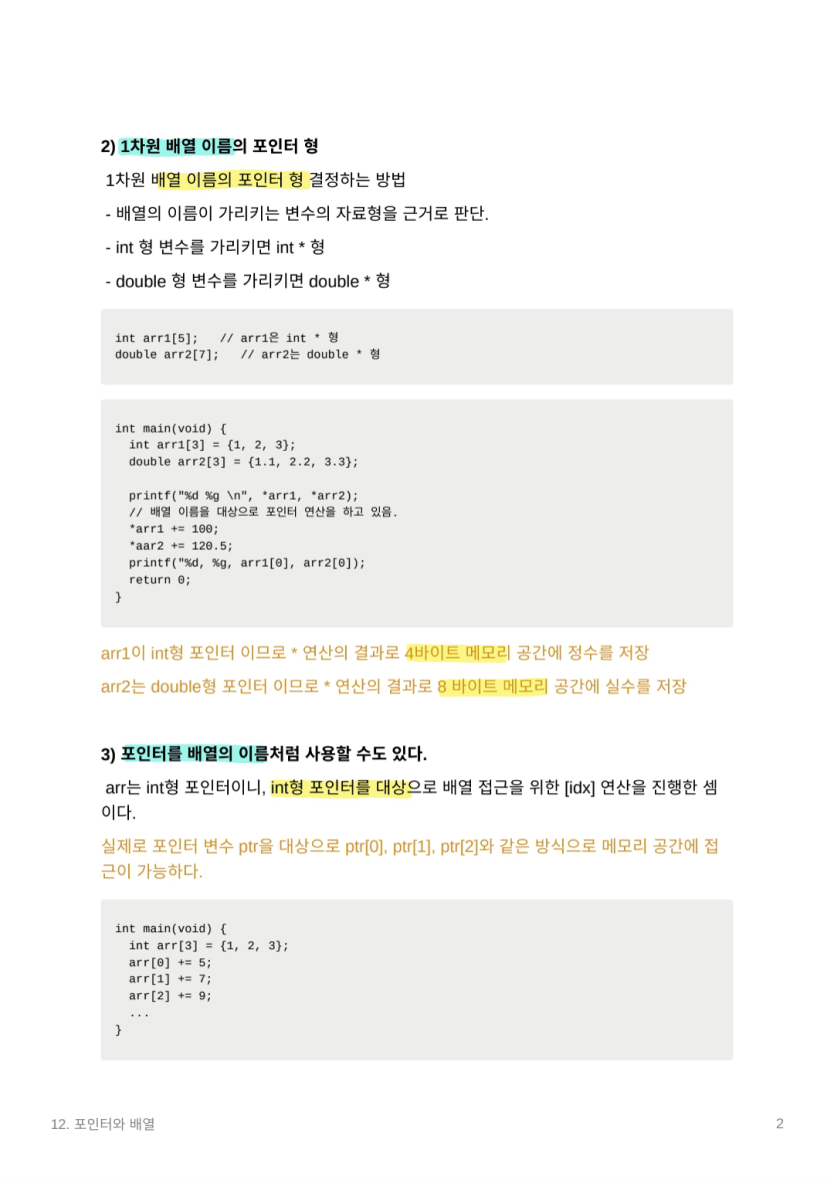 2) 1차원 배열 이름의 포인터 형
1차원 배열 이름의 포인터 형 결정하는 방법
- 배열의 이름이 가리키는 변수의 자료형을 근거로 판단.
- int 형 변수를 가리키면 int * 형
- double 형 변수를 가리키면 double * 형
int arr1[5];   // arr1은 int * 형
double arr2[7];   // arr2는 double * 형
int main(void) {
  int arr1[3] = {1, 2, 3};
  double arr2[3] = {1.1, 2.2, 3.3};

  printf("%d %g \n", *arr1, *arr2);
  // 배열 이름을 대상으로 포인터 연산을 하고 있음.
  *arr1 += 100;
  *aar2 += 120.5;
  printf("%d, %g, arr1[0], arr2[0]);
  return 0;
}
arr1이 int형 포인터 이므로 * 연산의 결과로 4바이트 메모리 공간에 정수를 저장
arr2는 double형 포인터 이므로 * 연산의 결과로 8 바이트 메모리 공간에 실수를 저장
3) 포인터를 배열의 이름처럼 사용할 수도 있다.
arr는 int형 포인터이니, int형 포인터를 대상으로 배열 접근을 위한 [idx] 연산을 진행한 셈
이다.
실제로 포인터 변수 ptr을 대상으로 ptr[0], ptr[1], ptr[2]와 같은 방식으로 메모리 공간에 접
근이 가능하다.
int main(void) {
  int arr[3] = {1, 2, 3};
  arr[0] += 5;
  arr[1] += 7;
  arr[2] += 9;
  ...
}
12. 포인터와 배열
2